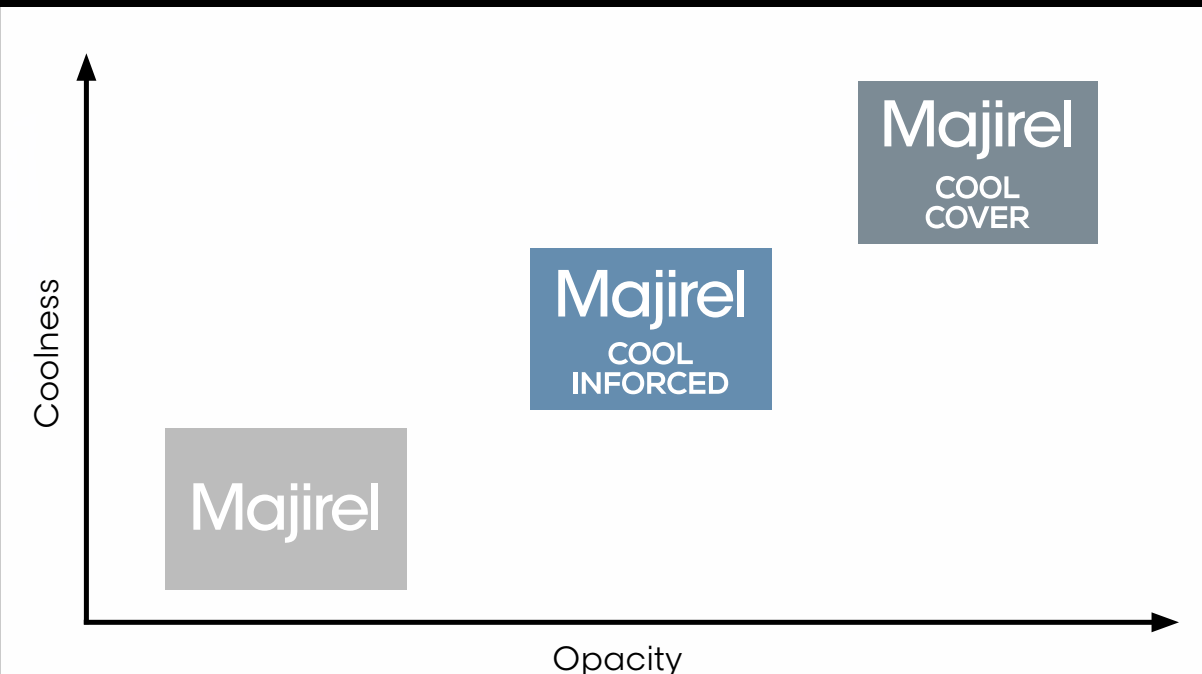 Majirel
COOL
COVER
Majirel
COOL
INFORCED
Majirel
Coolness
Opacity